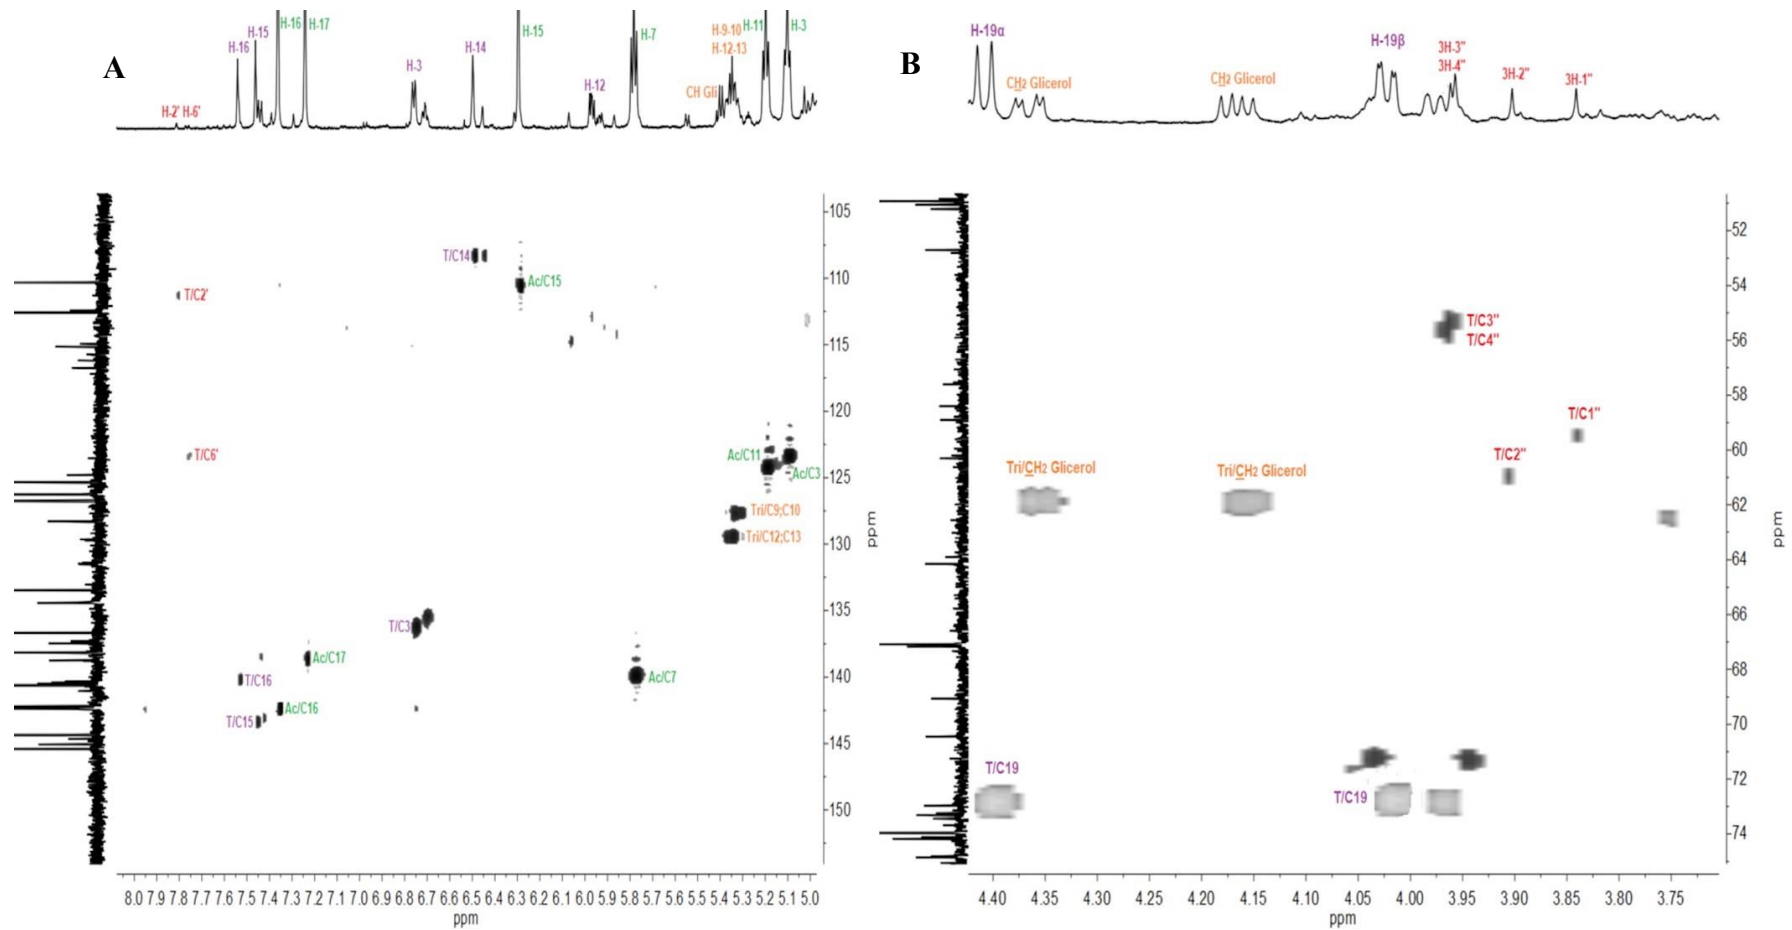 A
H-2' H-6'
H-16
H-15
H-16
H-17
H-3
H-14
H-15
H-12
H-7
CH Gli
H-9-10
H-12-13
H-11
H-3
T/C14
Ac/C15
T/C2'
T/C6'
Ac/C11
Ac/C3
Tri/C9;C10
Tri/C12;C13
T/C3
Ac/C17
T/C16
Ac/C7
Ac/C16
T/C15
105
110
115
120
125
130
135
140
145
150
ppm
8.0 7.9 7.8 7.7 7.6 7.5 7.4 7.3 7.2 7.1 7.0 6.9 6.8 6.7 6.6 6.5 6.4 6.3 6.2 6.1 6.0 5.9 5.8 5.7 5.6 5.5 5.4 5.3 5.2 5.1 5.0
ppm
B
H-19α
CH2 Glicerol
CH2 Glicerol
H-19β
3H-3"
3H-4"
3H-2"
3H-1"
T/C3"
T/C4"
T/C1"
T/C2"
Tri/CH2 Glicerol
Tri/CH2 Glicerol
T/C19
T/C19
52
54
56
58
60
62
64
66
68
70
72
74
ppm
4.40 4.35 4.30 4.25 4.20 4.15 4.10 4.05 4.00 3.95 3.90 3.85 3.80 3.75
ppm